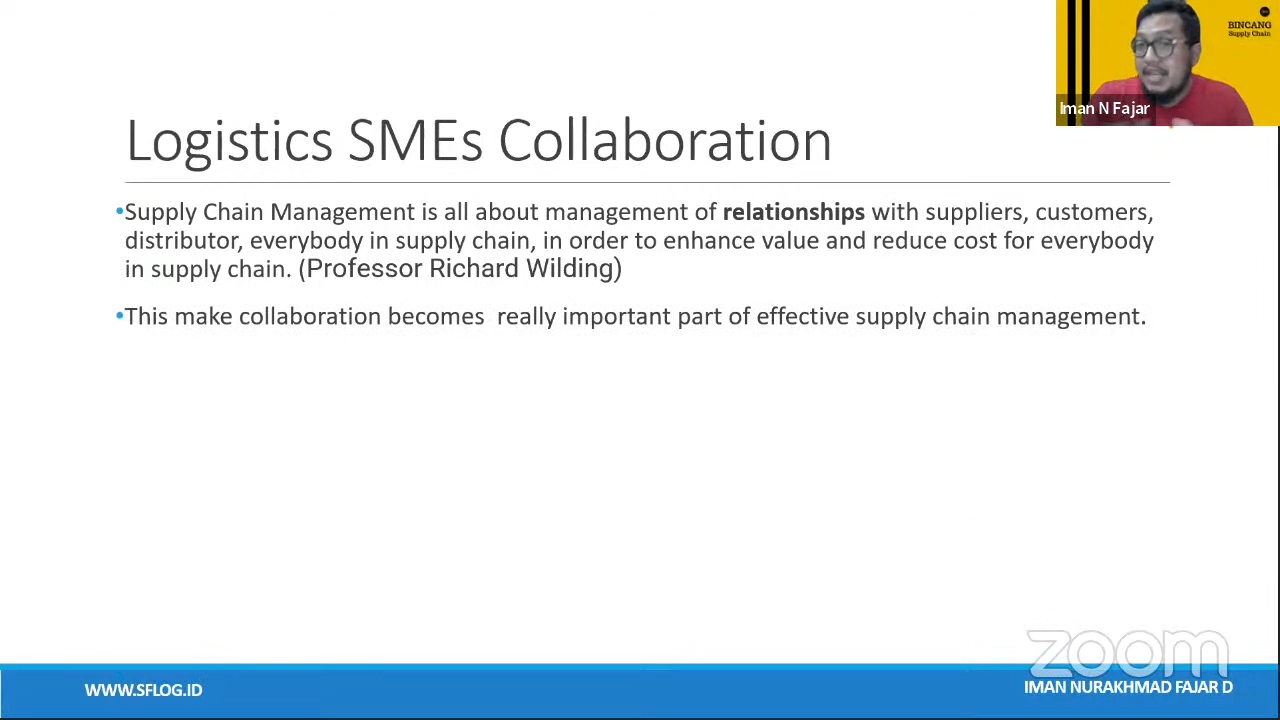 BINCANG
Supply Chain
Iman N Fajar
Logistics SMEs Collaboration
•Supply Chain Management is all about management of relationships with suppliers, customers,
distributor, everybody in supply chain, in order to enhance value and reduce cost for everybody
in supply chain. (Professor Richard Wilding)
•This make collaboration becomes  really important part of effective supply chain management.
zoom
WWW.SFLOG.ID
IMAN NURAKHMAD FAJAR D